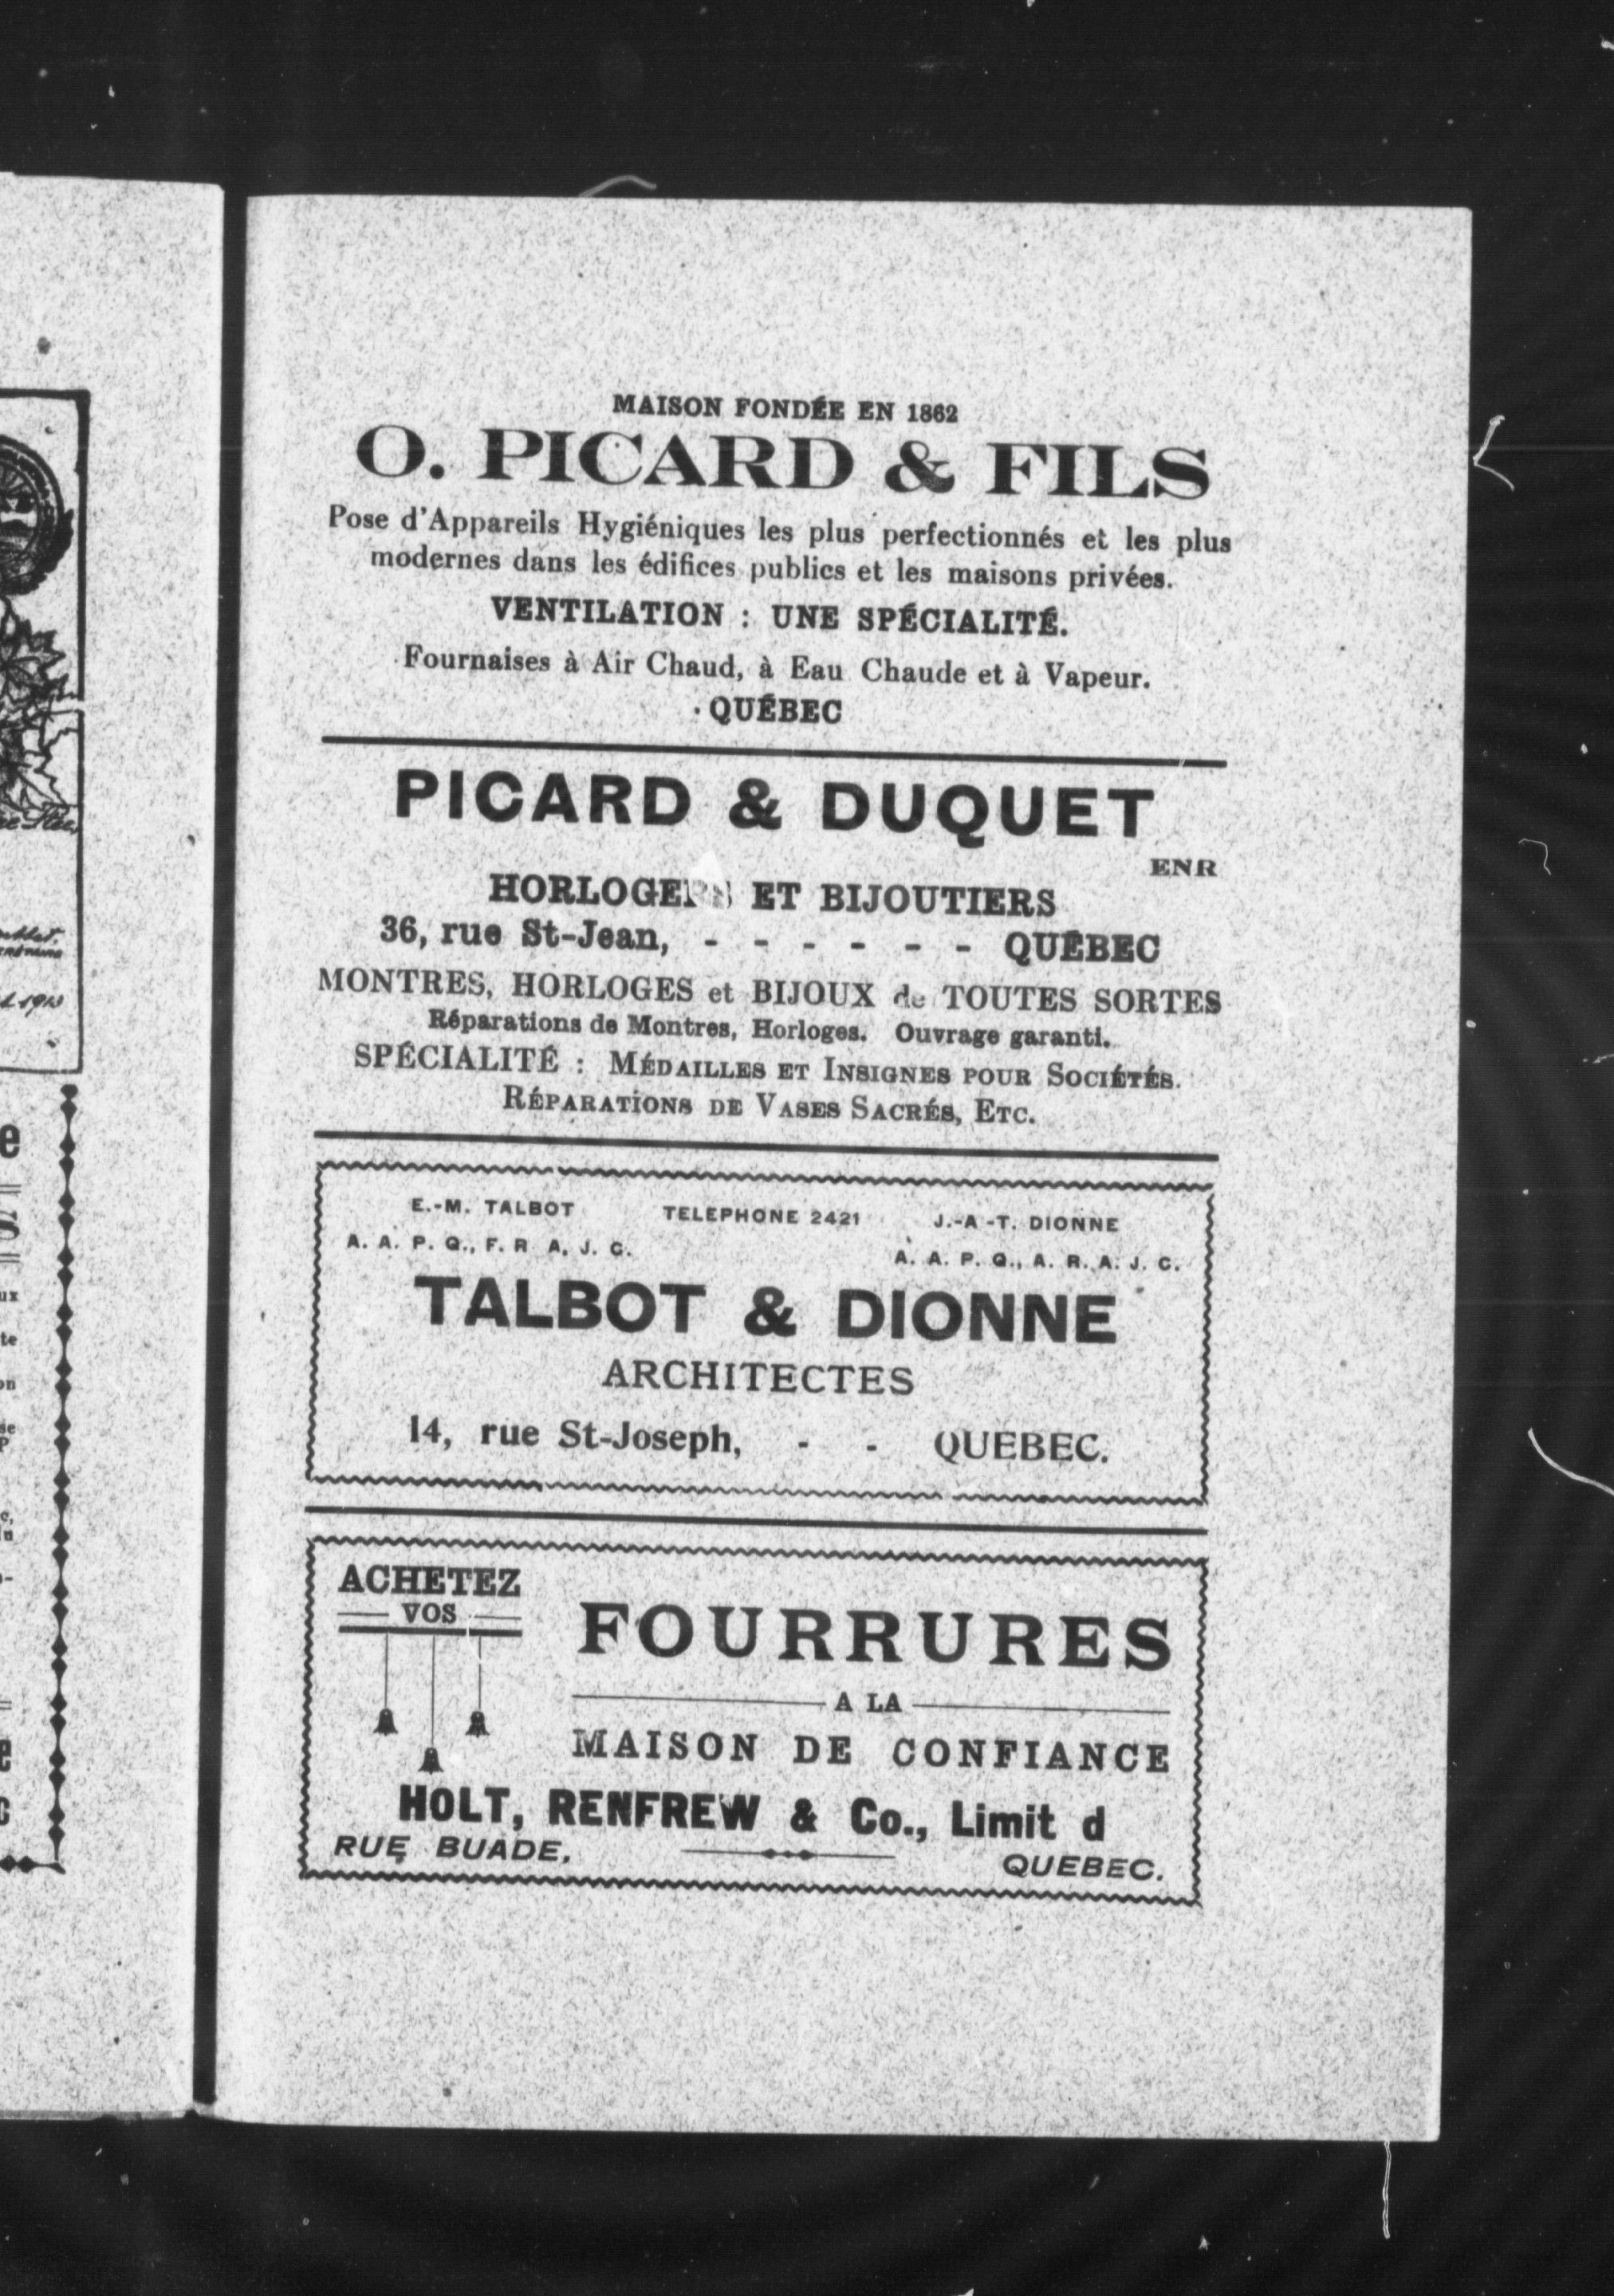 MAISON FONDÉE EN 1862
O. PICARD & FILS
Pose d'Appareils Hygiéniques les plus perfectionnés et les plus
modernes dans les édifices publics et les maisons privées.
VENTILATION : UNE SPÉCIALITÉ.
Fournaises à Air Chaud, à Eau Chaude et à Vapeur.
QUÉBEC
PICARD & DUQUET
ENR
HORLOGERS ET BIJOUTIERS
36, rue St-Jean, - - - - - - QUÉBEC
MONTRES, HORLOGES et BIJOUX de TOUTES SORTES
Réparations de Montres, Horloges. Ouvrage garanti.
SPÉCIALITÉ : MÉDAILLES ET INSIGNES POUR SOCIÉTÉS.
RÉPARATIONS DE VASES SACRÉS, ETC.
E.-M. TALBOT TELEPHONE 2421 J.-A -T. DIONNE
A. A. P. Q., F. R A. J. C. A. A. P. Q., A. R. A. J. C.
TALBOT & DIONNE
ARCHITECTES
14, rue St-Joseph, - - QUEBEC.
ACHETEZ
VOS
FOURRURES
A LA
MAISON DE CONFIANCE
HOLT, RENFREW & Co., Limit d
RUE BUADE, QUEBEC.